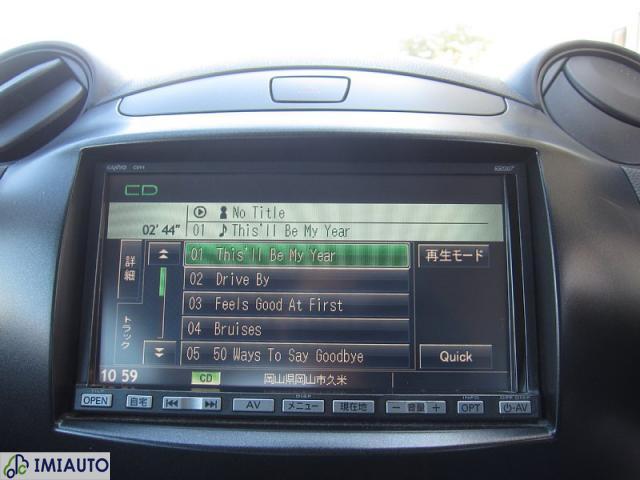 SANYO
CD
No Title
02'44" 01 ♪This'll Be My Year
01 This'll Be My Year
再生モード
詳細
02 Drive By
03 Feels Good At First
トラック
04 Bruises
05 50 Ways To Say Goodbye
Quick
10 59
CD
岡山県岡山市久米
OPEN 自宅 AV メニュー 現在地 − 音量 + OPT ⏻·AV
IMIAUTO